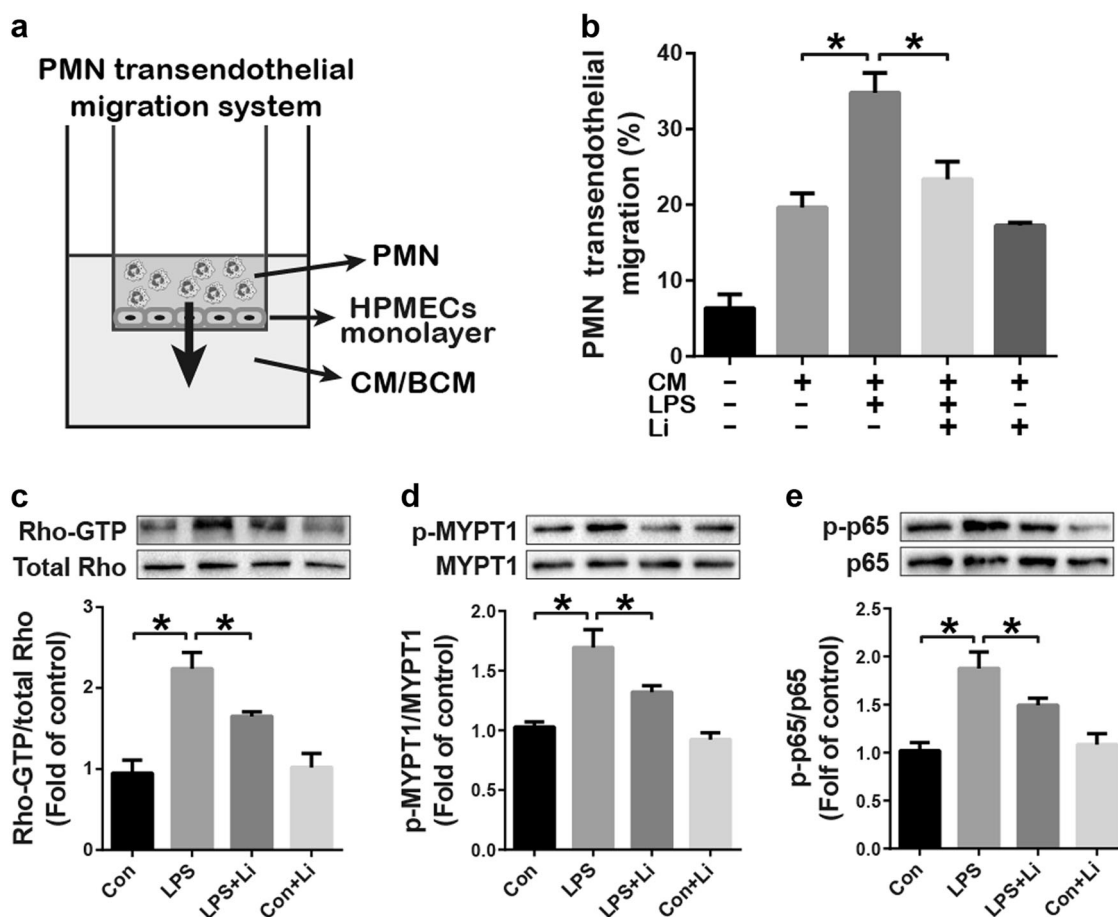 a
PMN transendothelial
migration system
PMN
HPMECs
monolayer
CM/BCM
b
PMN transendothelial
migration (%)
40
30
20
10
0
* *
CM - + + + +
LPS - - + + -
Li - - - + +
c
Rho-GTP
Total Rho
Rho-GTP/total Rho
(Fold of control)
3
2
1
0
* *
Con LPS LPS+Li Con+Li
d
p-MYPT1
MYPT1
p-MYPT1/MYPT1
(Fold of control)
2.0
1.5
1.0
0.5
0.0
* *
Con LPS LPS+Li Con+Li
e
p-p65
p65
p-p65/p65
(Folf of control)
2.5
2.0
1.5
1.0
0.5
0.0
* *
Con LPS LPS+Li Con+Li